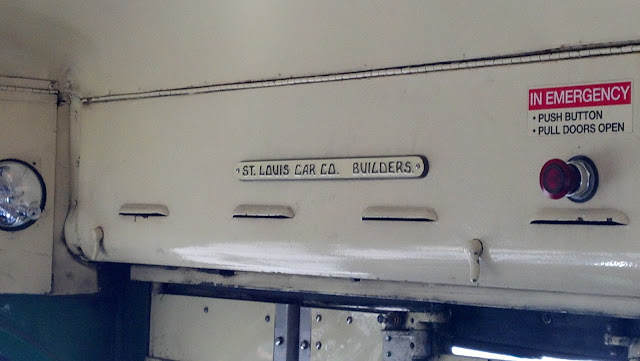 IN EMERGENCY
• PUSH BUTTON
• PULL DOORS OPEN
ST. LOUIS CAR CO. BUILDERS.